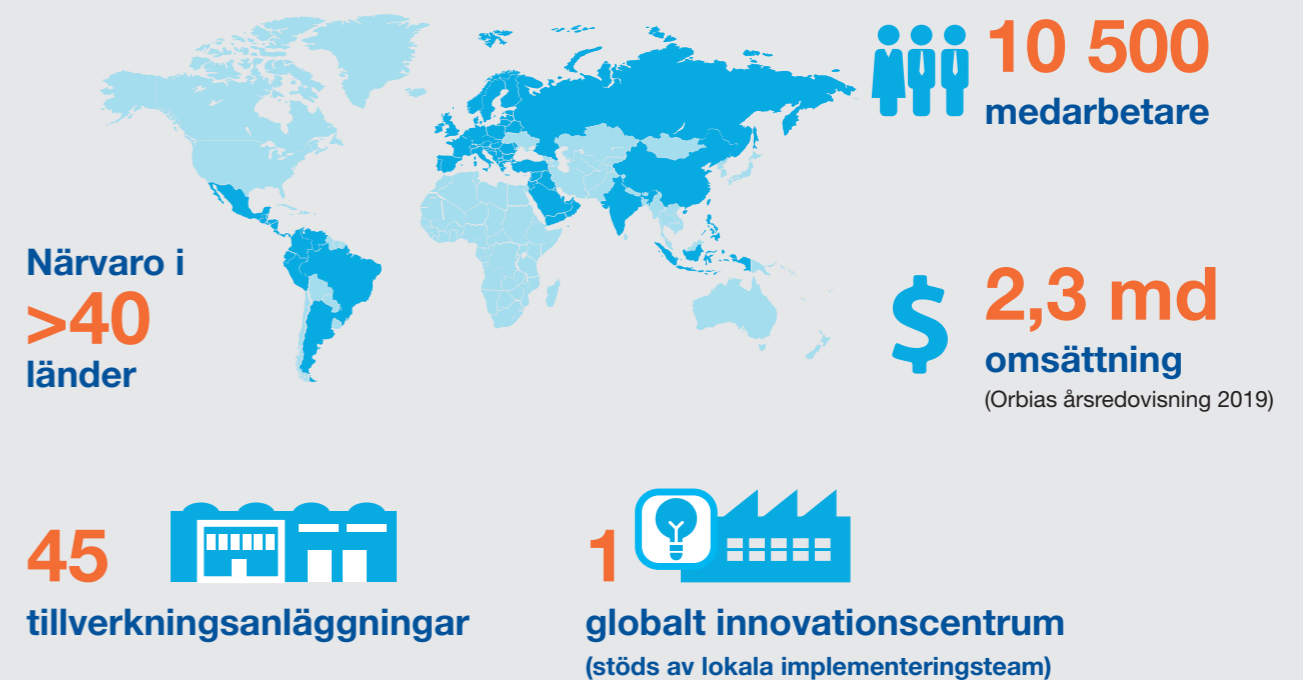 10 500
medarbetare
Närvaro i
>40
länder
$ 2,3 md
omsättning
(Orbias årsredovisning 2019)
45
tillverkningsanläggningar
1
globalt innovationscentrum
(stöds av lokala implementeringsteam)